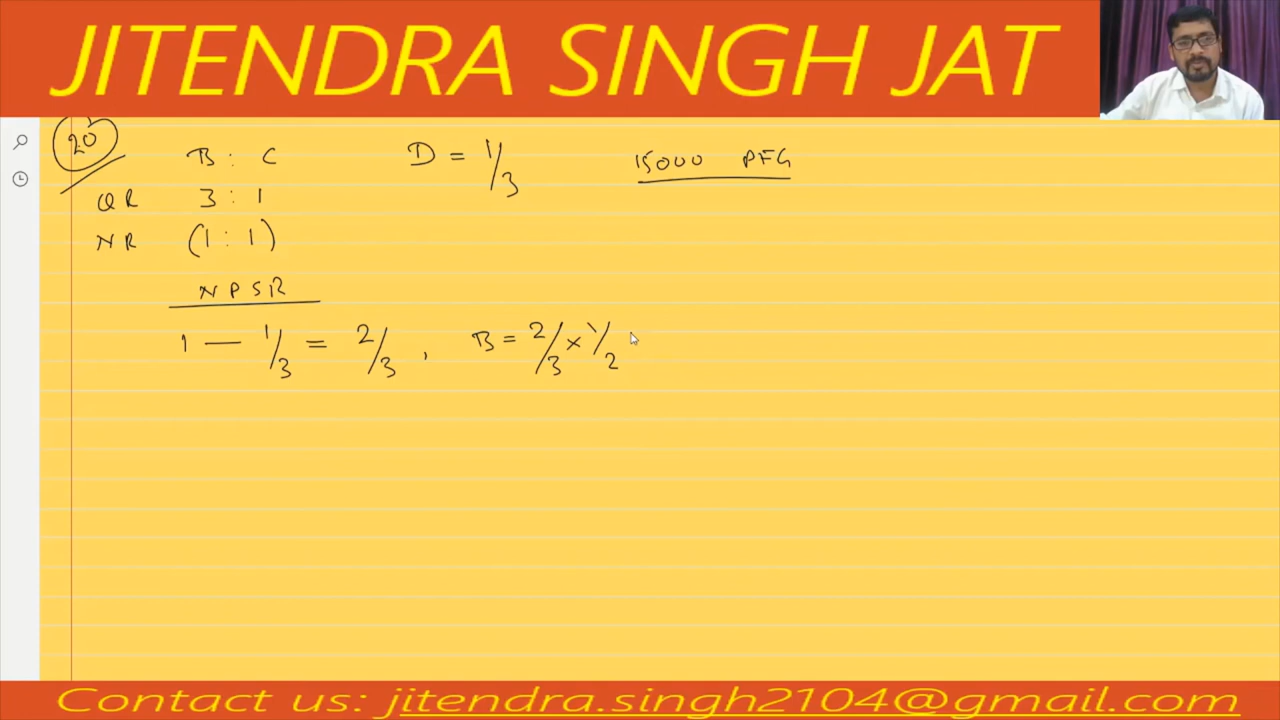 JITENDRA SINGH JAT
20
B : C D = 1/3 15000 PFG
OR 3 : 1
NR (1 : 1)
NPSR
1 — 1/3 = 2/3 , B = 2/3 × 1/2
Contact us: jitendra.singh2104@gmail.com